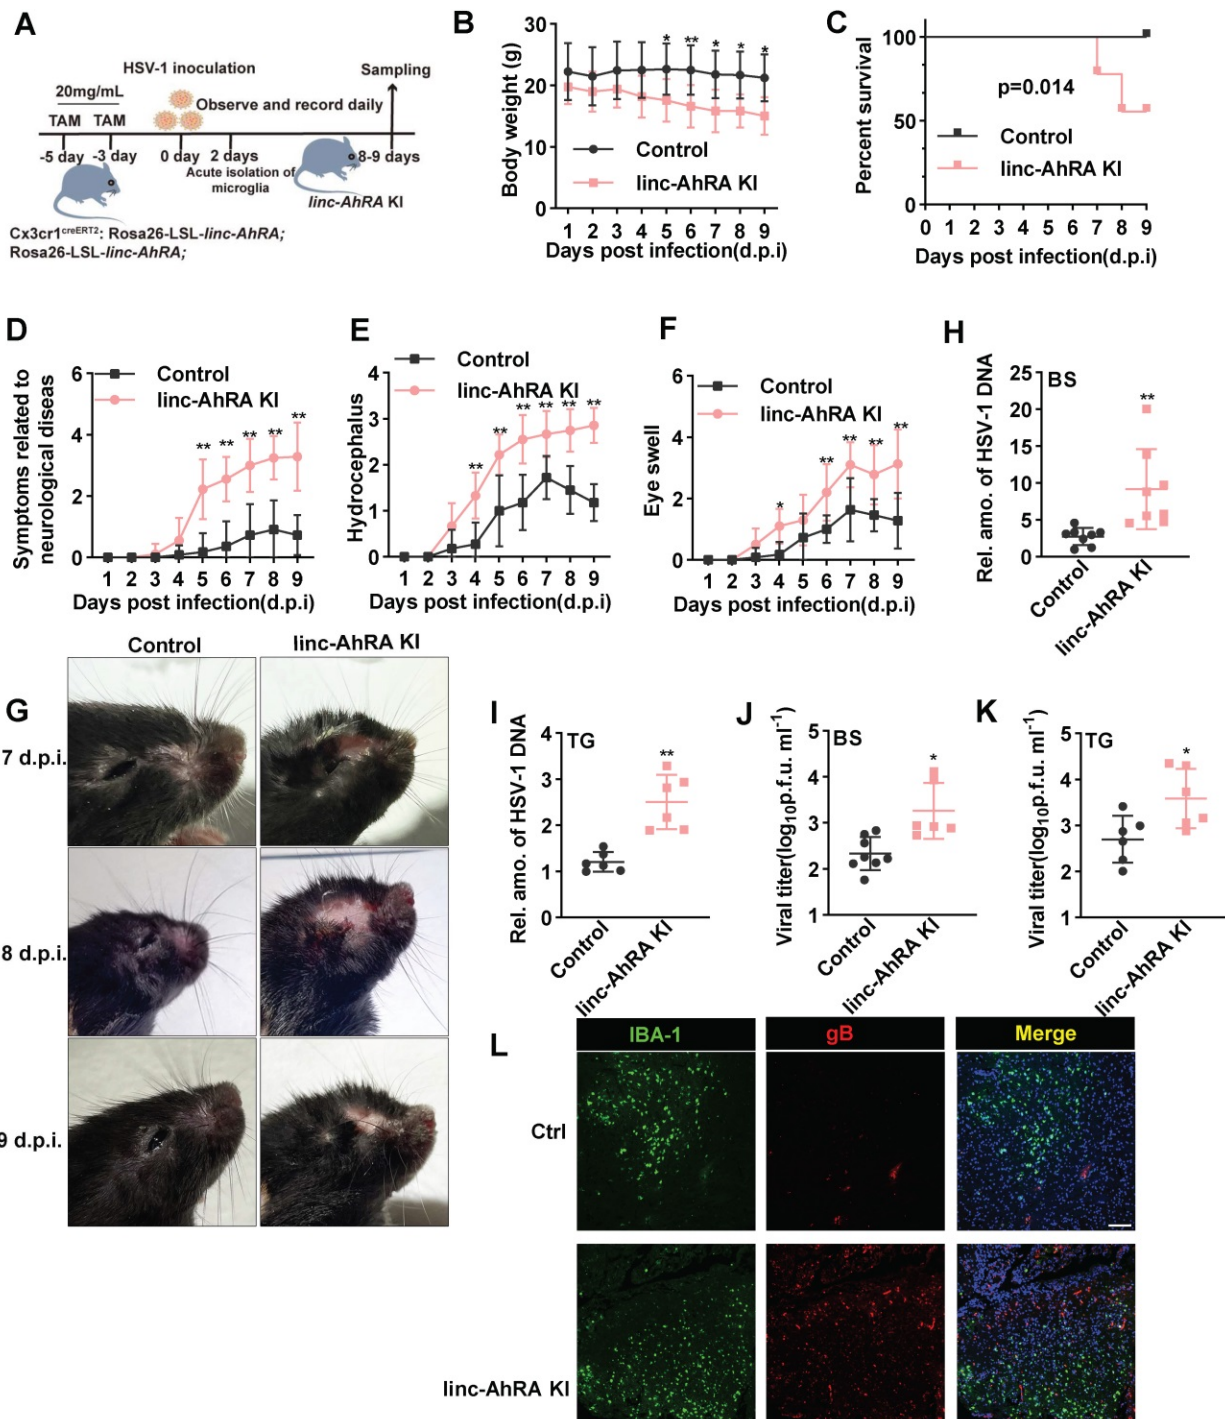 A
HSV-1 inoculation
Sampling
20mg/mL
Observe and record daily
TAM TAM
-5 day -3 day 0 day 2 days 8-9 days
Acute isolation of
microglia
linc-AhRA KI
Cx3cr1creERT2: Rosa26-LSL-linc-AhRA;
Rosa26-LSL-linc-AhRA;
B
Body weight (g)
30
20
10
0
* ** * * *
Control
linc-AhRA KI
1 2 3 4 5 6 7 8 9
Days post infection(d.p.i)
C
Percent survival
100
50
0
p=0.014
Control
linc-AhRA KI
0 1 2 3 4 5 6 7 8 9
Days post infection(d.p.i)
D
Symptoms related to
neurological diseas
6
4
2
0
Control
linc-AhRA KI
** ** ** ** **
1 2 3 4 5 6 7 8 9
Days post infection(d.p.i)
E
Hydrocephalus
4
3
2
1
0
Control
linc-AhRA KI
** ** ** ** ** **
1 2 3 4 5 6 7 8 9
Days post infection(d.p.i)
F
Eye swell
6
4
2
0
Control
linc-AhRA KI
* ** ** ** **
1 2 3 4 5 6 7 8 9
Days post infection(d.p.i)
H
Rel. amo. of HSV-1 DNA
25
20
15
10
5
0
BS
**
Control
linc-AhRA KI
G
Control linc-AhRA KI
7 d.p.i.
8 d.p.i.
9 d.p.i.
I
Rel. amo. of HSV-1 DNA
4
3
2
1
0
TG
**
Control
linc-AhRA KI
J
Viral titer(log10p.f.u. ml-1)
5
4
3
2
1
BS
*
Control
linc-AhRA KI
K
Viral titer(log10p.f.u. ml-1)
5
4
3
2
1
TG
*
Control
linc-AhRA KI
L
IBA-1 gB Merge
Ctrl
linc-AhRA KI